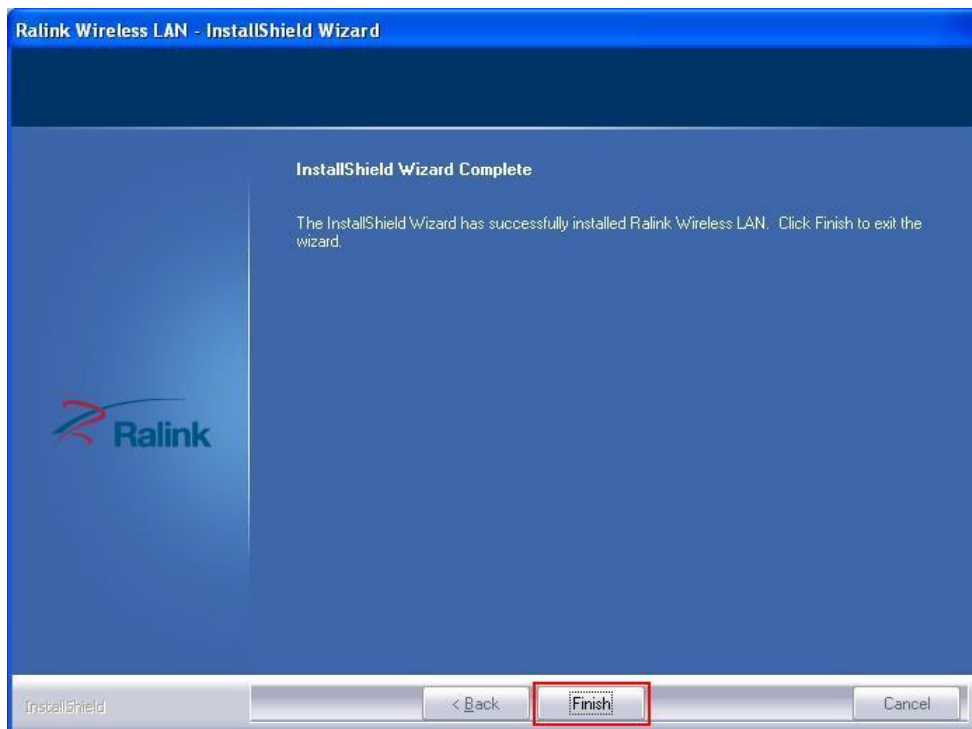 Ralink Wireless LAN - InstallShield Wizard
InstallShield Wizard Complete
The InstallShield Wizard has successfully installed Ralink Wireless LAN. Click Finish to exit the
wizard.
Ralink
InstallShield
< Back
Finish
Cancel